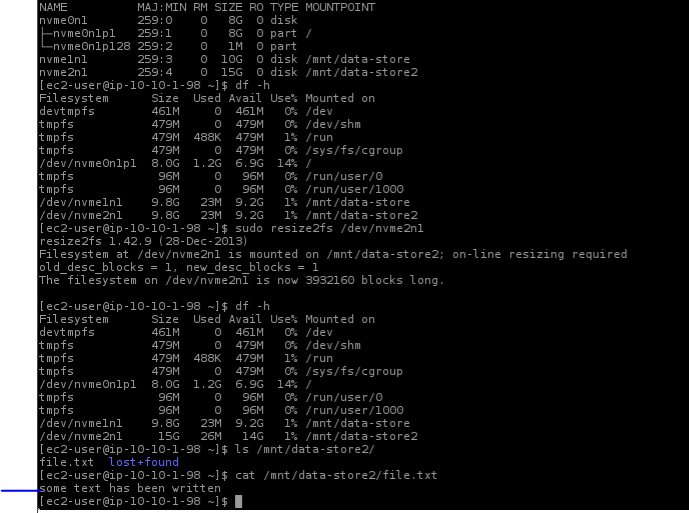 NAME          MAJ:MIN RM SIZE RO TYPE MOUNTPOINT
nvme0n1       259:0    0   8G  0 disk
├─nvme0n1p1   259:1    0   8G  0 part /
└─nvme0n1p128 259:2    0   1M  0 part
nvme1n1       259:3    0  10G  0 disk /mnt/data-store
nvme2n1       259:4    0  15G  0 disk /mnt/data-store2
[ec2-user@ip-10-10-1-98 ~]$ df -h
Filesystem      Size  Used Avail Use% Mounted on
devtmpfs        461M     0  461M   0% /dev
tmpfs           479M     0  479M   0% /dev/shm
tmpfs           479M  488K  479M   1% /run
tmpfs           479M     0  479M   0% /sys/fs/cgroup
/dev/nvme0n1p1  8.0G  1.2G  6.9G  14% /
tmpfs            96M     0   96M   0% /run/user/0
tmpfs            96M     0   96M   0% /run/user/1000
/dev/nvme1n1    9.8G   23M  9.2G   1% /mnt/data-store
/dev/nvme2n1    9.8G   23M  9.2G   1% /mnt/data-store2
[ec2-user@ip-10-10-1-98 ~]$ sudo resize2fs /dev/nvme2n1
resize2fs 1.42.9 (28-Dec-2013)
Filesystem at /dev/nvme2n1 is mounted on /mnt/data-store2; on-line resizing required
old_desc_blocks = 1, new_desc_blocks = 1
The filesystem on /dev/nvme2n1 is now 3932160 blocks long.

[ec2-user@ip-10-10-1-98 ~]$ df -h
Filesystem      Size  Used Avail Use% Mounted on
devtmpfs        461M     0  461M   0% /dev
tmpfs           479M     0  479M   0% /dev/shm
tmpfs           479M  488K  479M   1% /run
tmpfs           479M     0  479M   0% /sys/fs/cgroup
/dev/nvme0n1p1  8.0G  1.2G  6.9G  14% /
tmpfs            96M     0   96M   0% /run/user/0
tmpfs            96M     0   96M   0% /run/user/1000
/dev/nvme1n1    9.8G   23M  9.2G   1% /mnt/data-store
/dev/nvme2n1     15G   26M   14G   1% /mnt/data-store2
[ec2-user@ip-10-10-1-98 ~]$ ls /mnt/data-store2/
file.txt  lost+found
[ec2-user@ip-10-10-1-98 ~]$ cat /mnt/data-store2/file.txt
some text has been written
[ec2-user@ip-10-10-1-98 ~]$